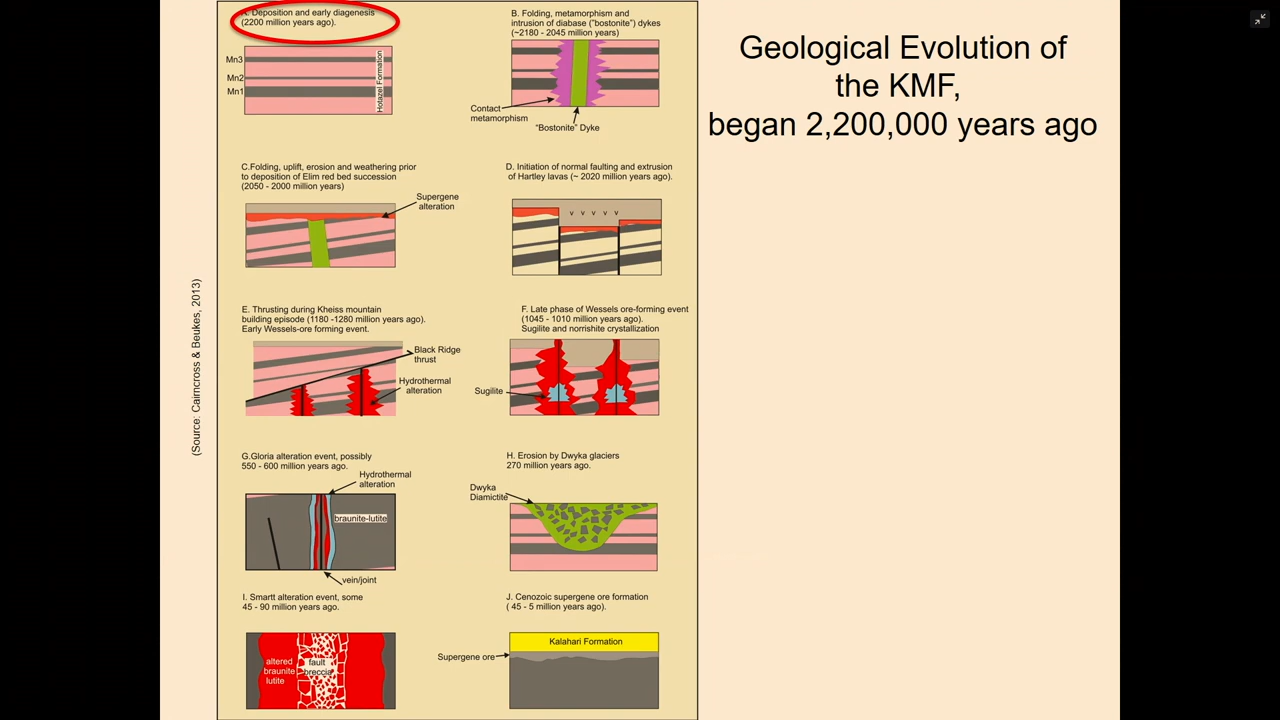 A. Deposition and early diagenesis
(2200 million years ago).
Mn3
Mn2
Mn1
Hotazel Formation
B. Folding, metamorphism and
intrusion of diabase ("bostonite") dykes
(~2180 - 2045 million years)
Contact
metamorphism
"Bostonite" Dyke
Geological Evolution of
the KMF,
began 2,200,000 years ago
C.Folding, uplift, erosion and weathering prior
to deposition of Elim red bed succession
(2050 - 2000 million years)
Supergene
alteration
D. Initiation of normal faulting and extrusion
of Hartley lavas (~ 2020 million years ago).
v v v v v
(Source: Cairncross & Beukes, 2013)
E. Thrusting during Kheiss mountain
building episode (1180 -1280 million years ago).
Early Wessels-ore forming event.
Black Ridge
thrust
Hydrothermal
alteration
F. Late phase of Wessels ore-forming event
(1045 - 1010 million years ago).
Sugilite and norrishite crystallization
Sugilite
G.Gloria alteration event, possibly
550 - 600 million years ago.
Hydrothermal
alteration
braunite-lutite
vein/joint
H. Erosion by Dwyka glaciers
270 million years ago.
Dwyka
Diamictite
I. Smartt alteration event, some
45 - 90 million years ago.
altered
braunite
lutite
fault
breccia
J. Cenozoic supergene ore formation
( 45 - 5 million years ago).
Kalahari Formation
Supergene ore